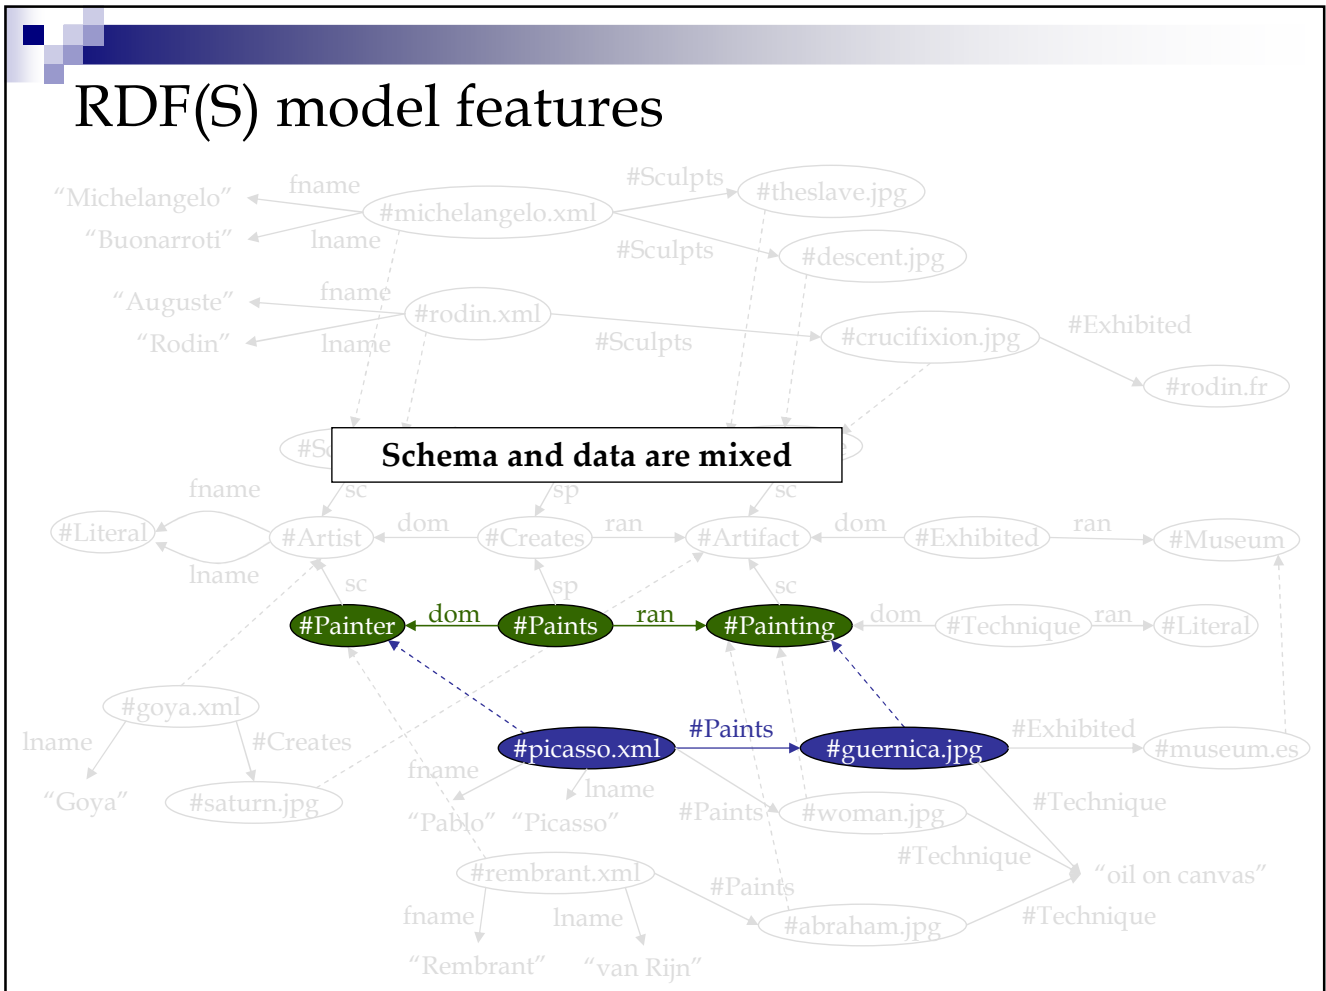 RDF(S) model features
“Michelangelo”
fname
#michelangelo.xml
#Sculpts
#theslave.jpg
“Buonarroti”
lname
#Sculpts
#descent.jpg
“Auguste”
fname
#rodin.xml
“Rodin”
lname
#Sculpts
#crucifixion.jpg
#Exhibited
#rodin.fr
Schema and data are mixed
fname
sc
sp
sc
#Literal
#Artist
dom
#Creates
ran
#Artifact
dom
#Exhibited
ran
#Museum
lname
sc
sp
sc
#Painter
dom
#Paints
ran
#Painting
dom
#Technique
ran
#Literal
#goya.xml
lname
#Creates
#picasso.xml
#Paints
#guernica.jpg
#Exhibited
#museum.es
“Goya”
#saturn.jpg
fname
lname
“Pablo”
“Picasso”
#Paints
#woman.jpg
#Technique
#rembrant.xml
#Paints
#Technique
“oil on canvas”
fname
lname
#abraham.jpg
#Technique
“Rembrant”
“van Rijn”